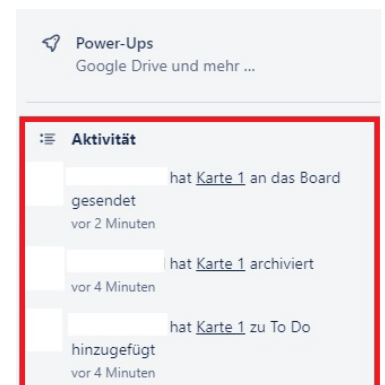 Power-Ups
Google Drive und mehr ...
Aktivität
hat Karte 1 an das Board
gesendet
vor 2 Minuten
hat Karte 1 archiviert
vor 4 Minuten
hat Karte 1 zu To Do
hinzugefügt
vor 4 Minuten